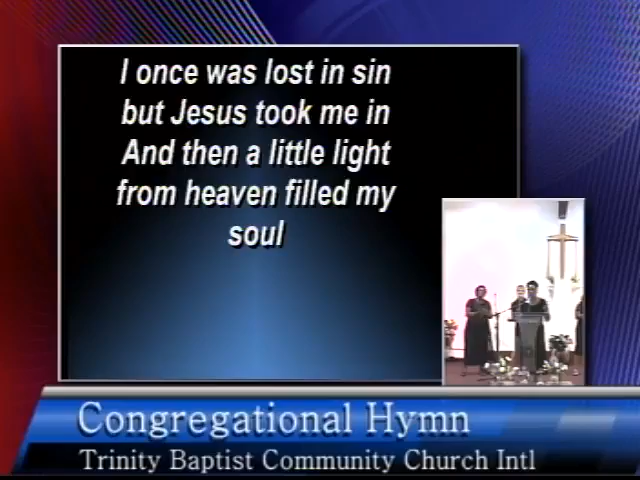 I once was lost in sin
but Jesus took me in
And then a little light
from heaven filled my
soul
Congregational Hymn
Trinity Baptist Community Church Intl